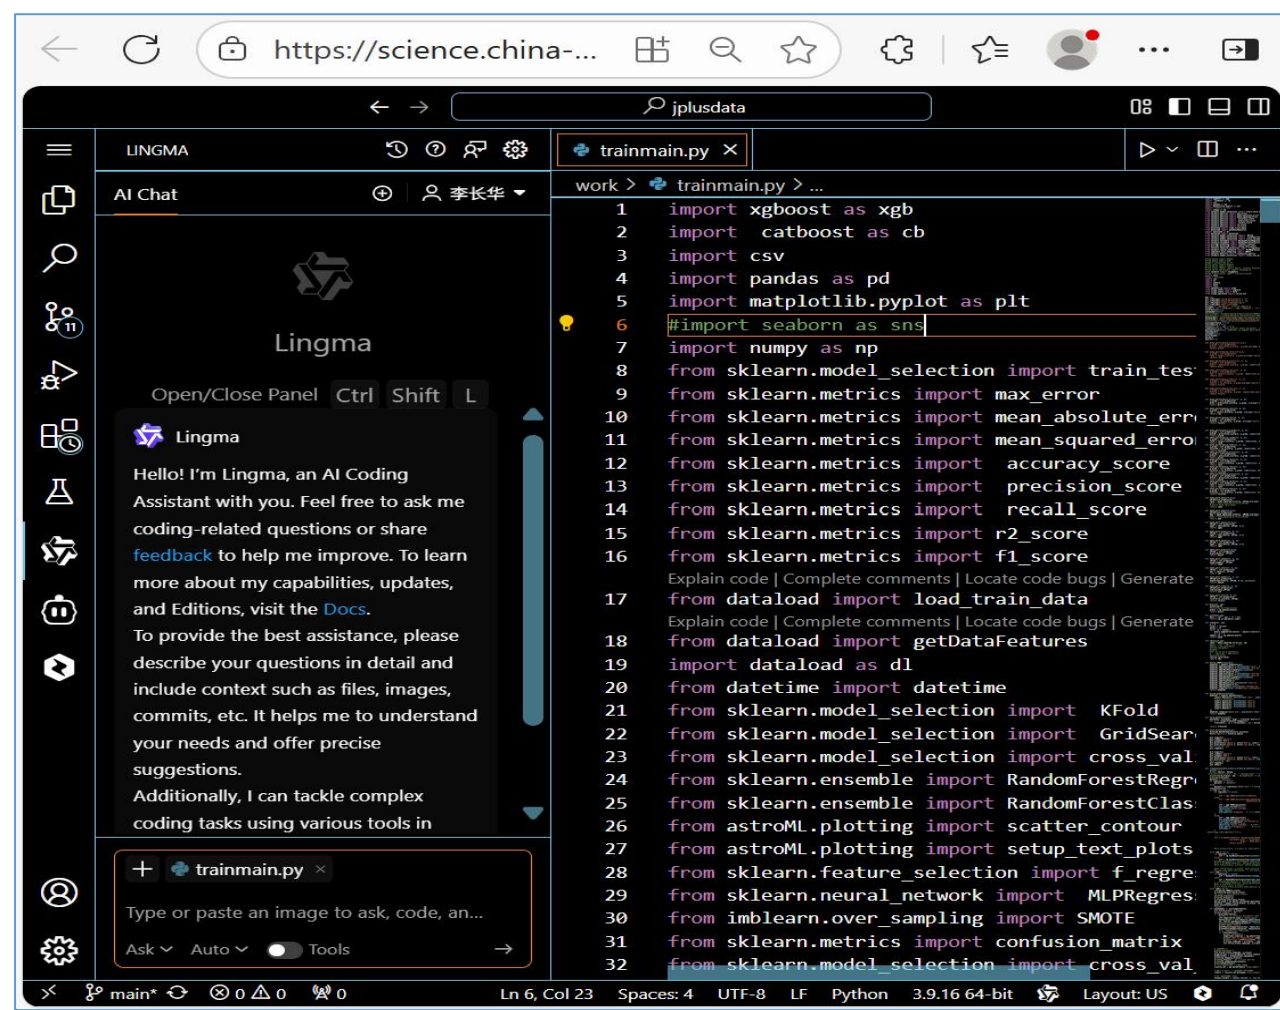 https://science.china-...
jplusdata
LINGMA
trainmain.py
AI Chat
李长华
work > trainmain.py > ...
Lingma
Open/Close Panel Ctrl Shift L
Lingma
Hello! I'm Lingma, an AI Coding
Assistant with you. Feel free to ask me
coding-related questions or share
feedback to help me improve. To learn
more about my capabilities, updates,
and Editions, visit the Docs.
To provide the best assistance, please
describe your questions in detail and
include context such as files, images,
commits, etc. It helps me to understand
your needs and offer precise
suggestions.
Additionally, I can tackle complex
coding tasks using various tools in
trainmain.py
Type or paste an image to ask, code, an...
Ask Auto Tools
11
1 import xgboost as xgb
2 import  catboost as cb
3 import csv
4 import pandas as pd
5 import matplotlib.pyplot as plt
6 #import seaborn as sns
7 import numpy as np
8 from sklearn.model_selection import train_tes
9 from sklearn.metrics import max_error
10 from sklearn.metrics import mean_absolute_err
11 from sklearn.metrics import mean_squared_erro
12 from sklearn.metrics import  accuracy_score
13 from sklearn.metrics import  precision_score
14 from sklearn.metrics import  recall_score
15 from sklearn.metrics import r2_score
16 from sklearn.metrics import f1_score
Explain code | Complete comments | Locate code bugs | Generate
17 from dataload import load_train_data
Explain code | Complete comments | Locate code bugs | Generate
18 from dataload import getDataFeatures
19 import dataload as dl
20 from datetime import datetime
21 from sklearn.model_selection import  KFold
22 from sklearn.model_selection import  GridSear
23 from sklearn.model_selection import cross_val
24 from sklearn.ensemble import RandomForestRegr
25 from sklearn.ensemble import RandomForestClas
26 from astroML.plotting import scatter_contour
27 from astroML.plotting import setup_text_plots
28 from sklearn.feature_selection import f_regre
29 from sklearn.neural_network import  MLPRegres
30 from imblearn.over_sampling import SMOTE
31 from sklearn.metrics import confusion_matrix
32 from sklearn.model_selection import cross_val
main* 0 0 0 Ln 6, Col 23 Spaces: 4 UTF-8 LF Python 3.9.16 64-bit Layout: US